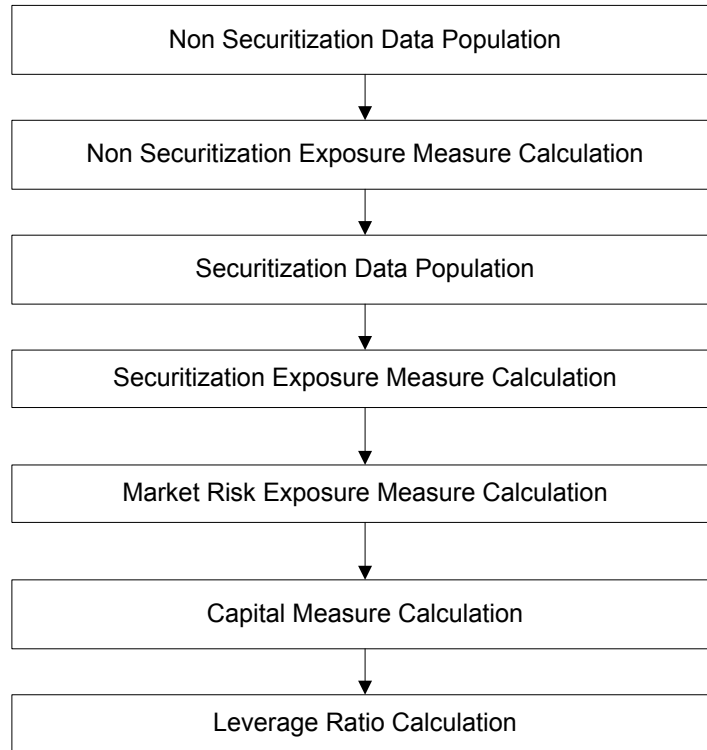 Non Securitization Data Population
Non Securitization Exposure Measure Calculation
Securitization Data Population
Securitization Exposure Measure Calculation
Market Risk Exposure Measure Calculation
Capital Measure Calculation
Leverage Ratio Calculation